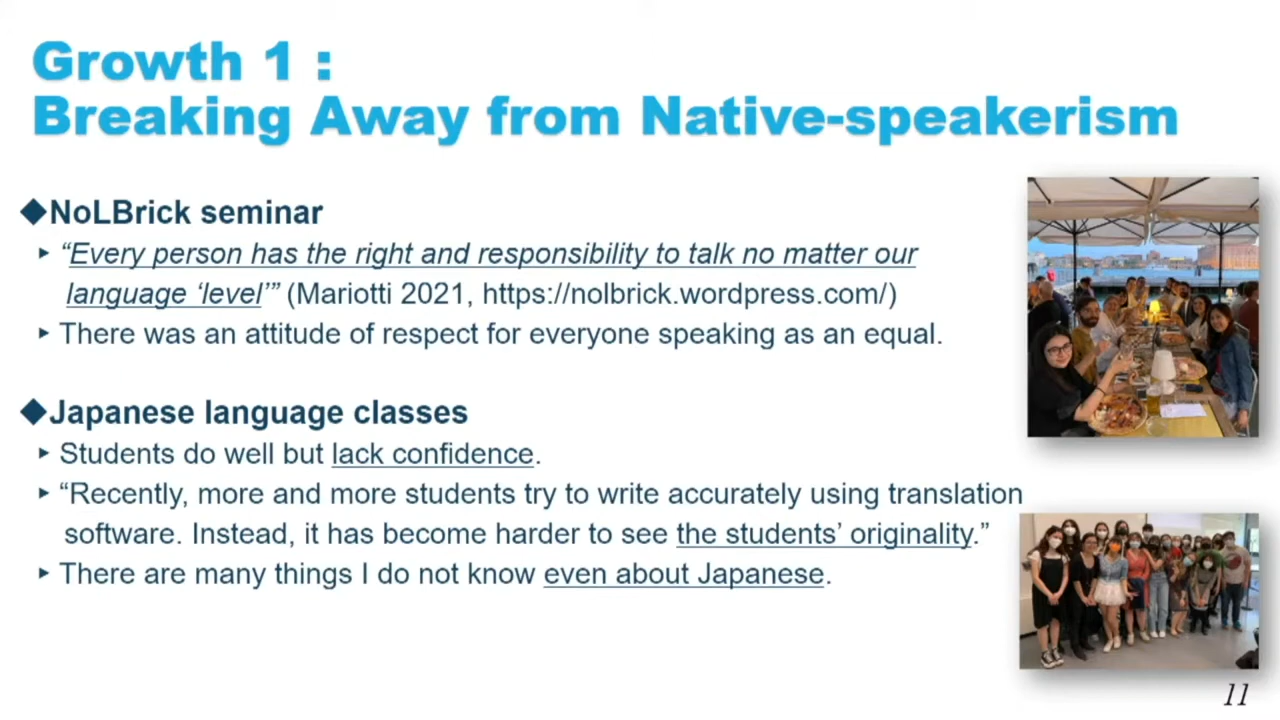 Growth 1 :
Breaking Away from Native-speakerism
◆NoLBrick seminar
▸ “Every person has the right and responsibility to talk no matter our
language ‘level’” (Mariotti 2021, https://nolbrick.wordpress.com/)
▸ There was an attitude of respect for everyone speaking as an equal.
◆Japanese language classes
▸ Students do well but lack confidence.
▸ “Recently, more and more students try to write accurately using translation
software. Instead, it has become harder to see the students’ originality.”
▸ There are many things I do not know even about Japanese.
11